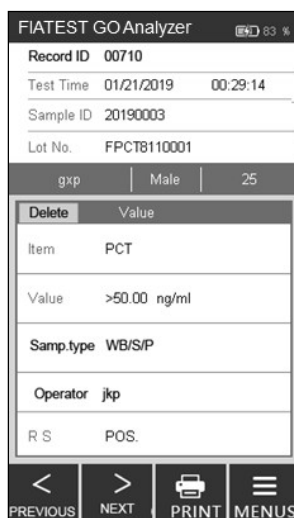 FIATEST GO Analyzer 83 %
Record ID 00710
Test Time 01/21/2019 00:29:14
Sample ID 20190003
Lot No. FPCT8110001
gxp Male 25
Delete Value
Item PCT
Value >50.00 ng/ml
Samp.type WB/S/P
Operator jkp
R S POS.
< > 
PREVIOUS NEXT PRINT MENUS